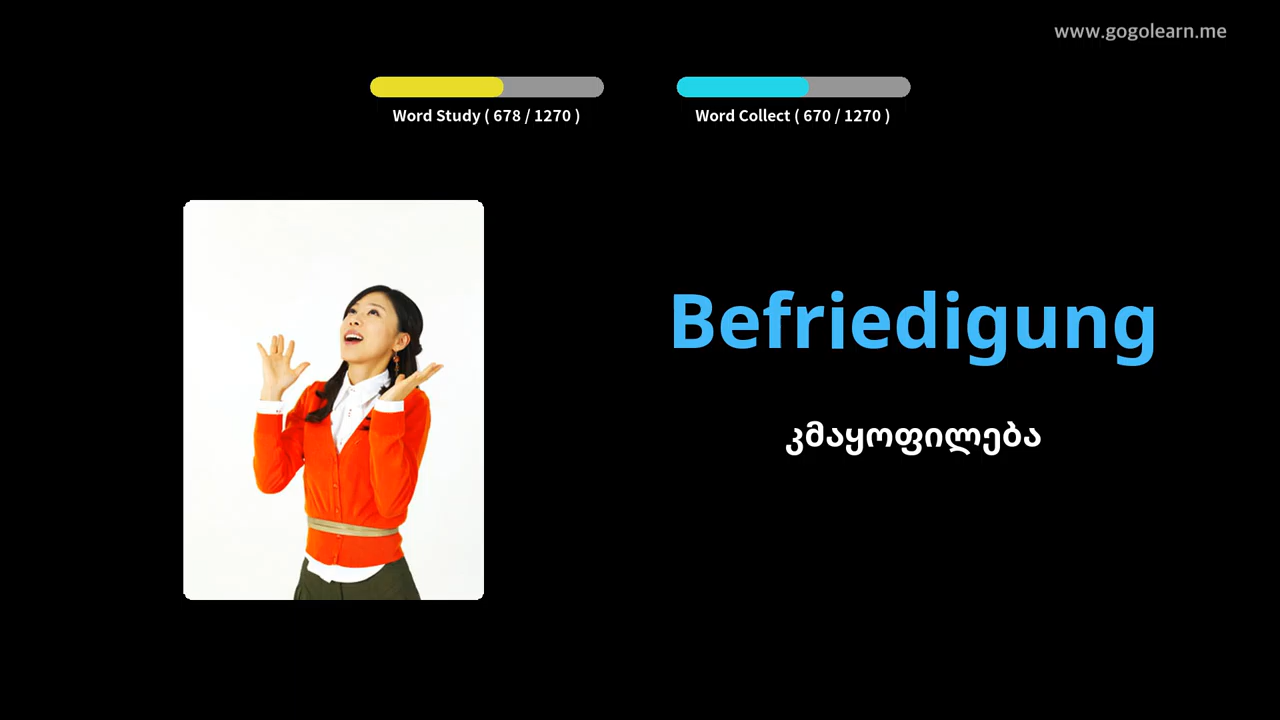 www.gogolearn.me
Word Study ( 678 / 1270 )
Word Collect ( 670 / 1270 )
Befriedigung
კმაყოფილება